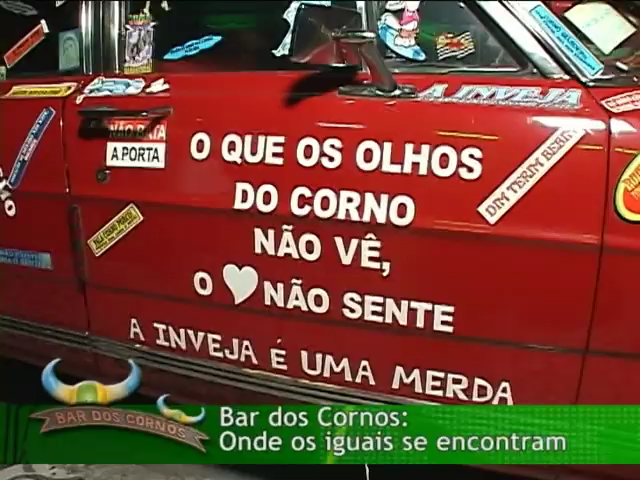 A INVEJA
NÃO BATA
A PORTA
O QUE OS OLHOS
DO CORNO
NÃO VÊ,
O ♥ NÃO SENTE
A INVEJA É UMA MERDA
BAR DOS CORNOS
Bar dos Cornos:
Onde os iguais se encontram